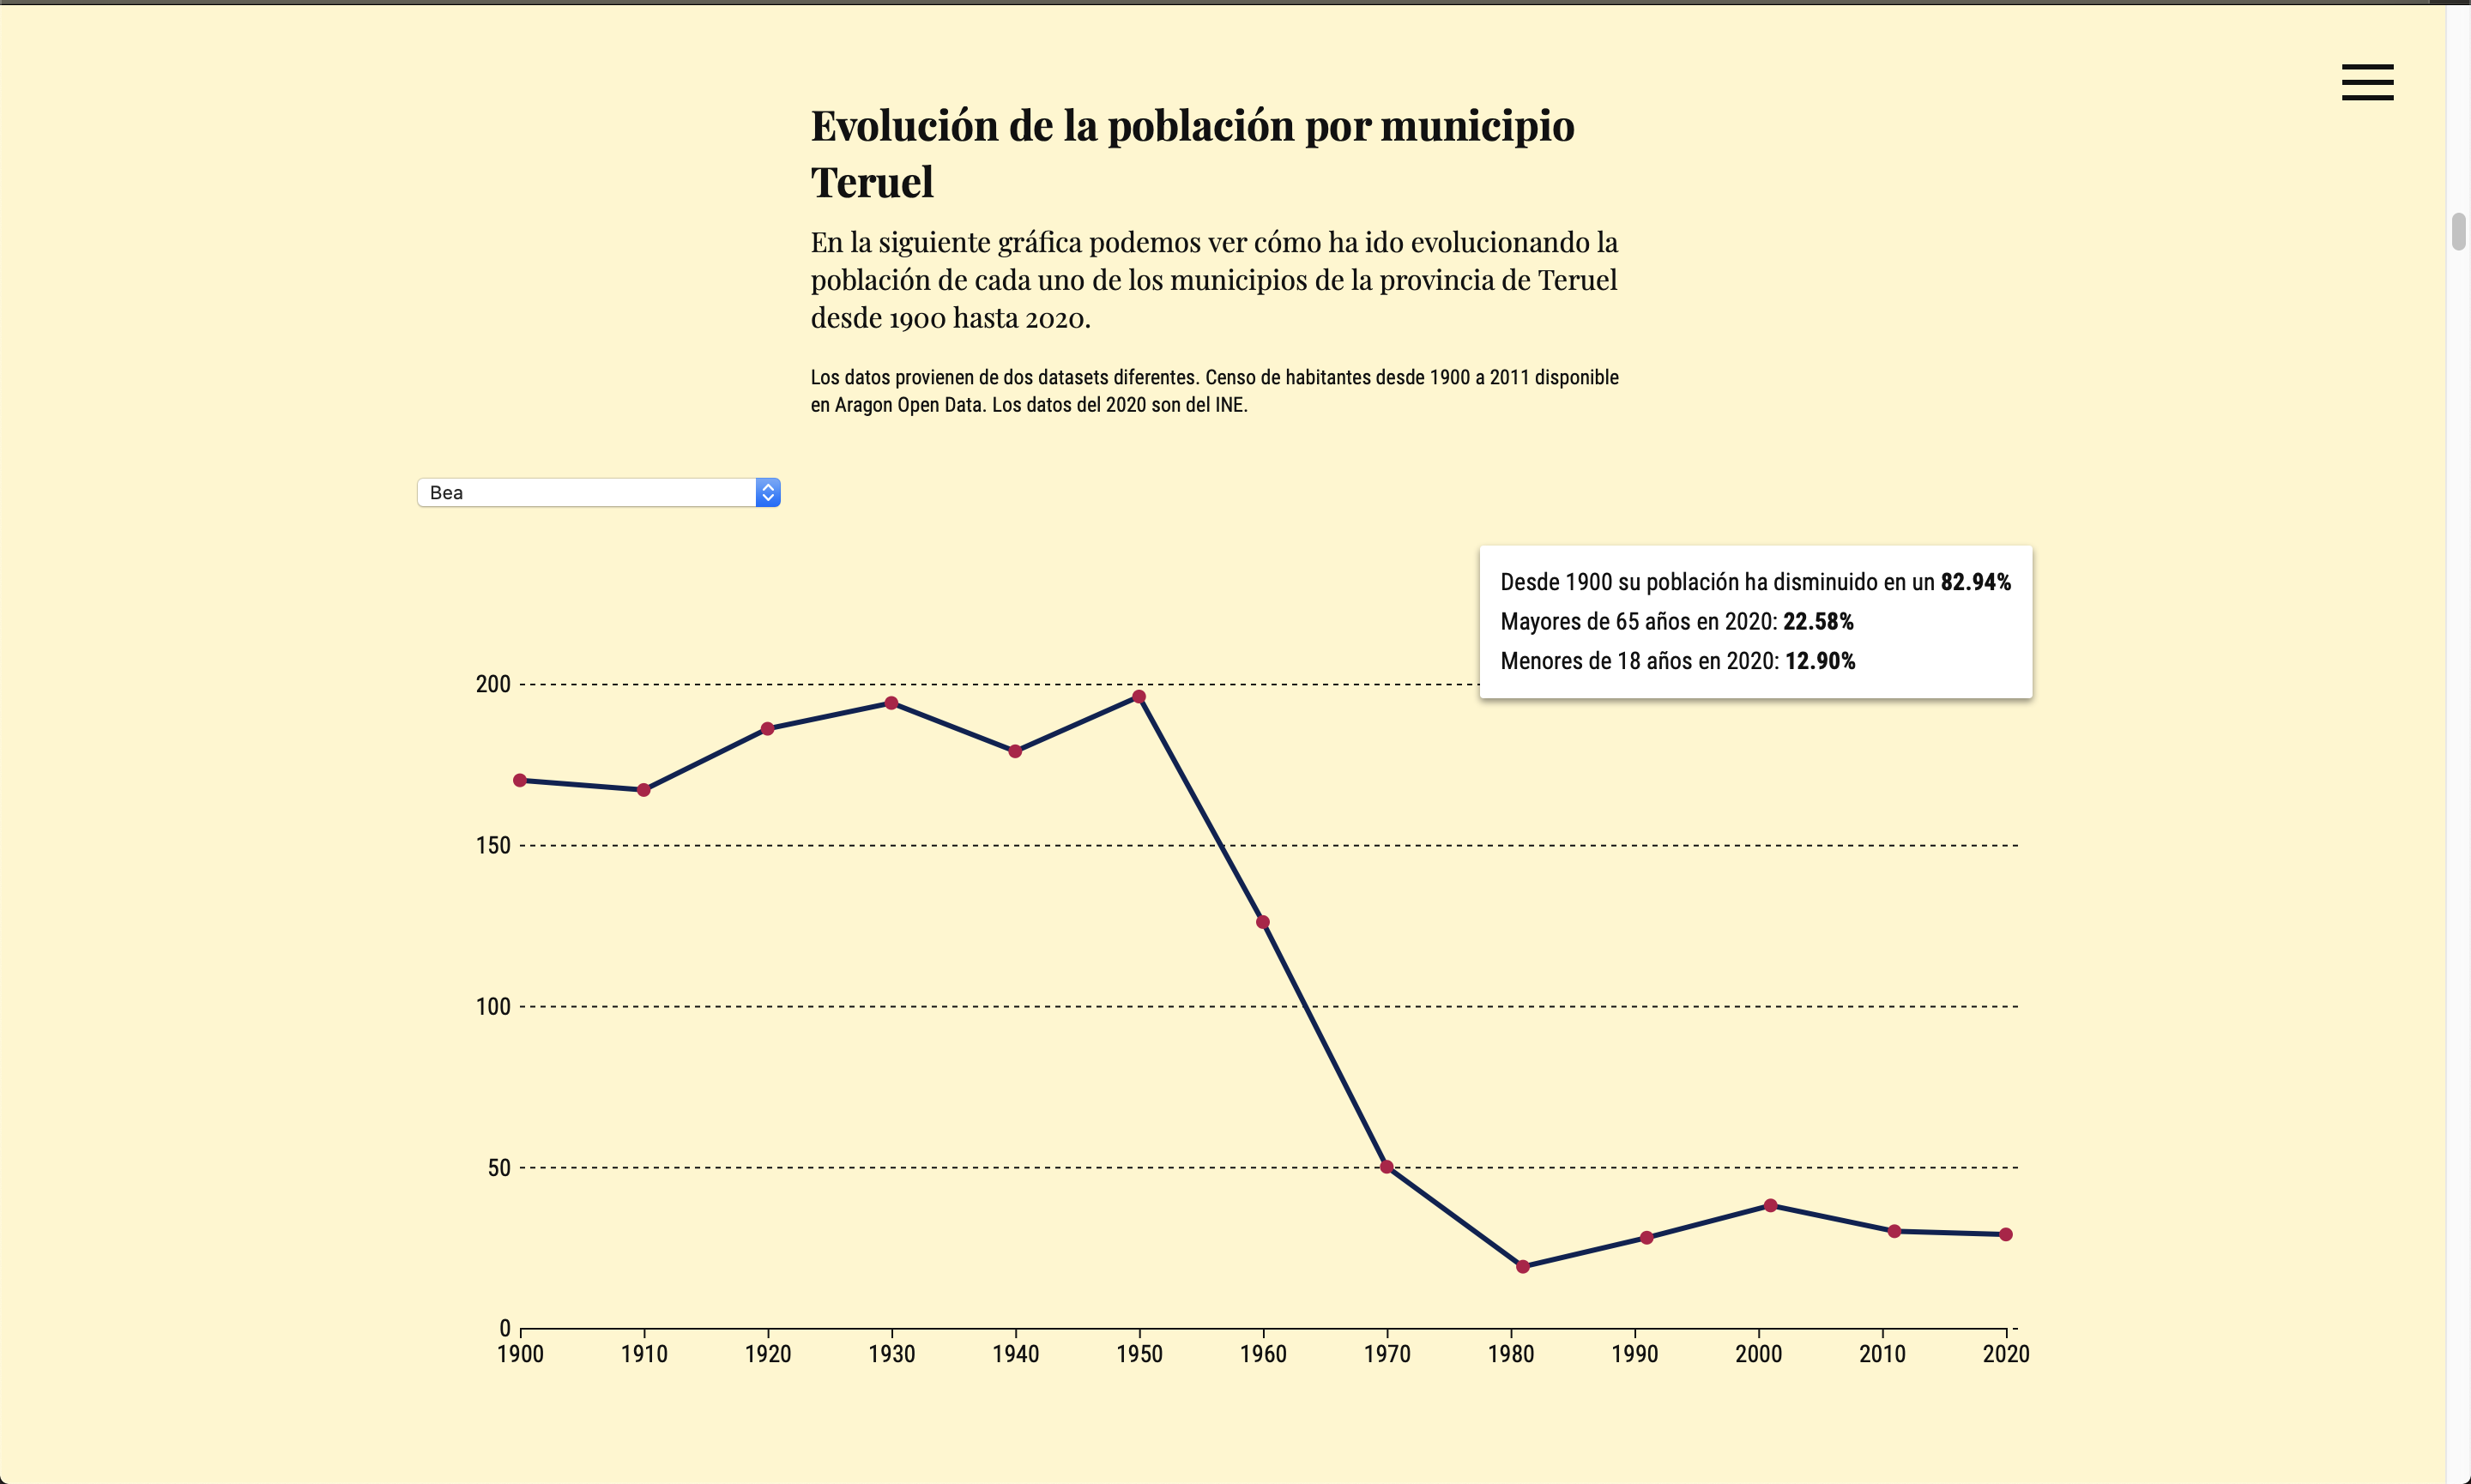 Evolución de la población por municipio
Teruel
En la siguiente gráfica podemos ver cómo ha ido evolucionando la
población de cada uno de los municipios de la provincia de Teruel
desde 1900 hasta 2020.
Los datos provienen de dos datasets diferentes. Censo de habitantes desde 1900 a 2011 disponible
en Aragon Open Data. Los datos del 2020 son del INE.
Bea
Desde 1900 su población ha disminuido en un 82.94%
Mayores de 65 años en 2020: 22.58%
Menores de 18 años en 2020: 12.90%
200
150
100
50
0
1900 1910 1920 1930 1940 1950 1960 1970 1980 1990 2000 2010 2020